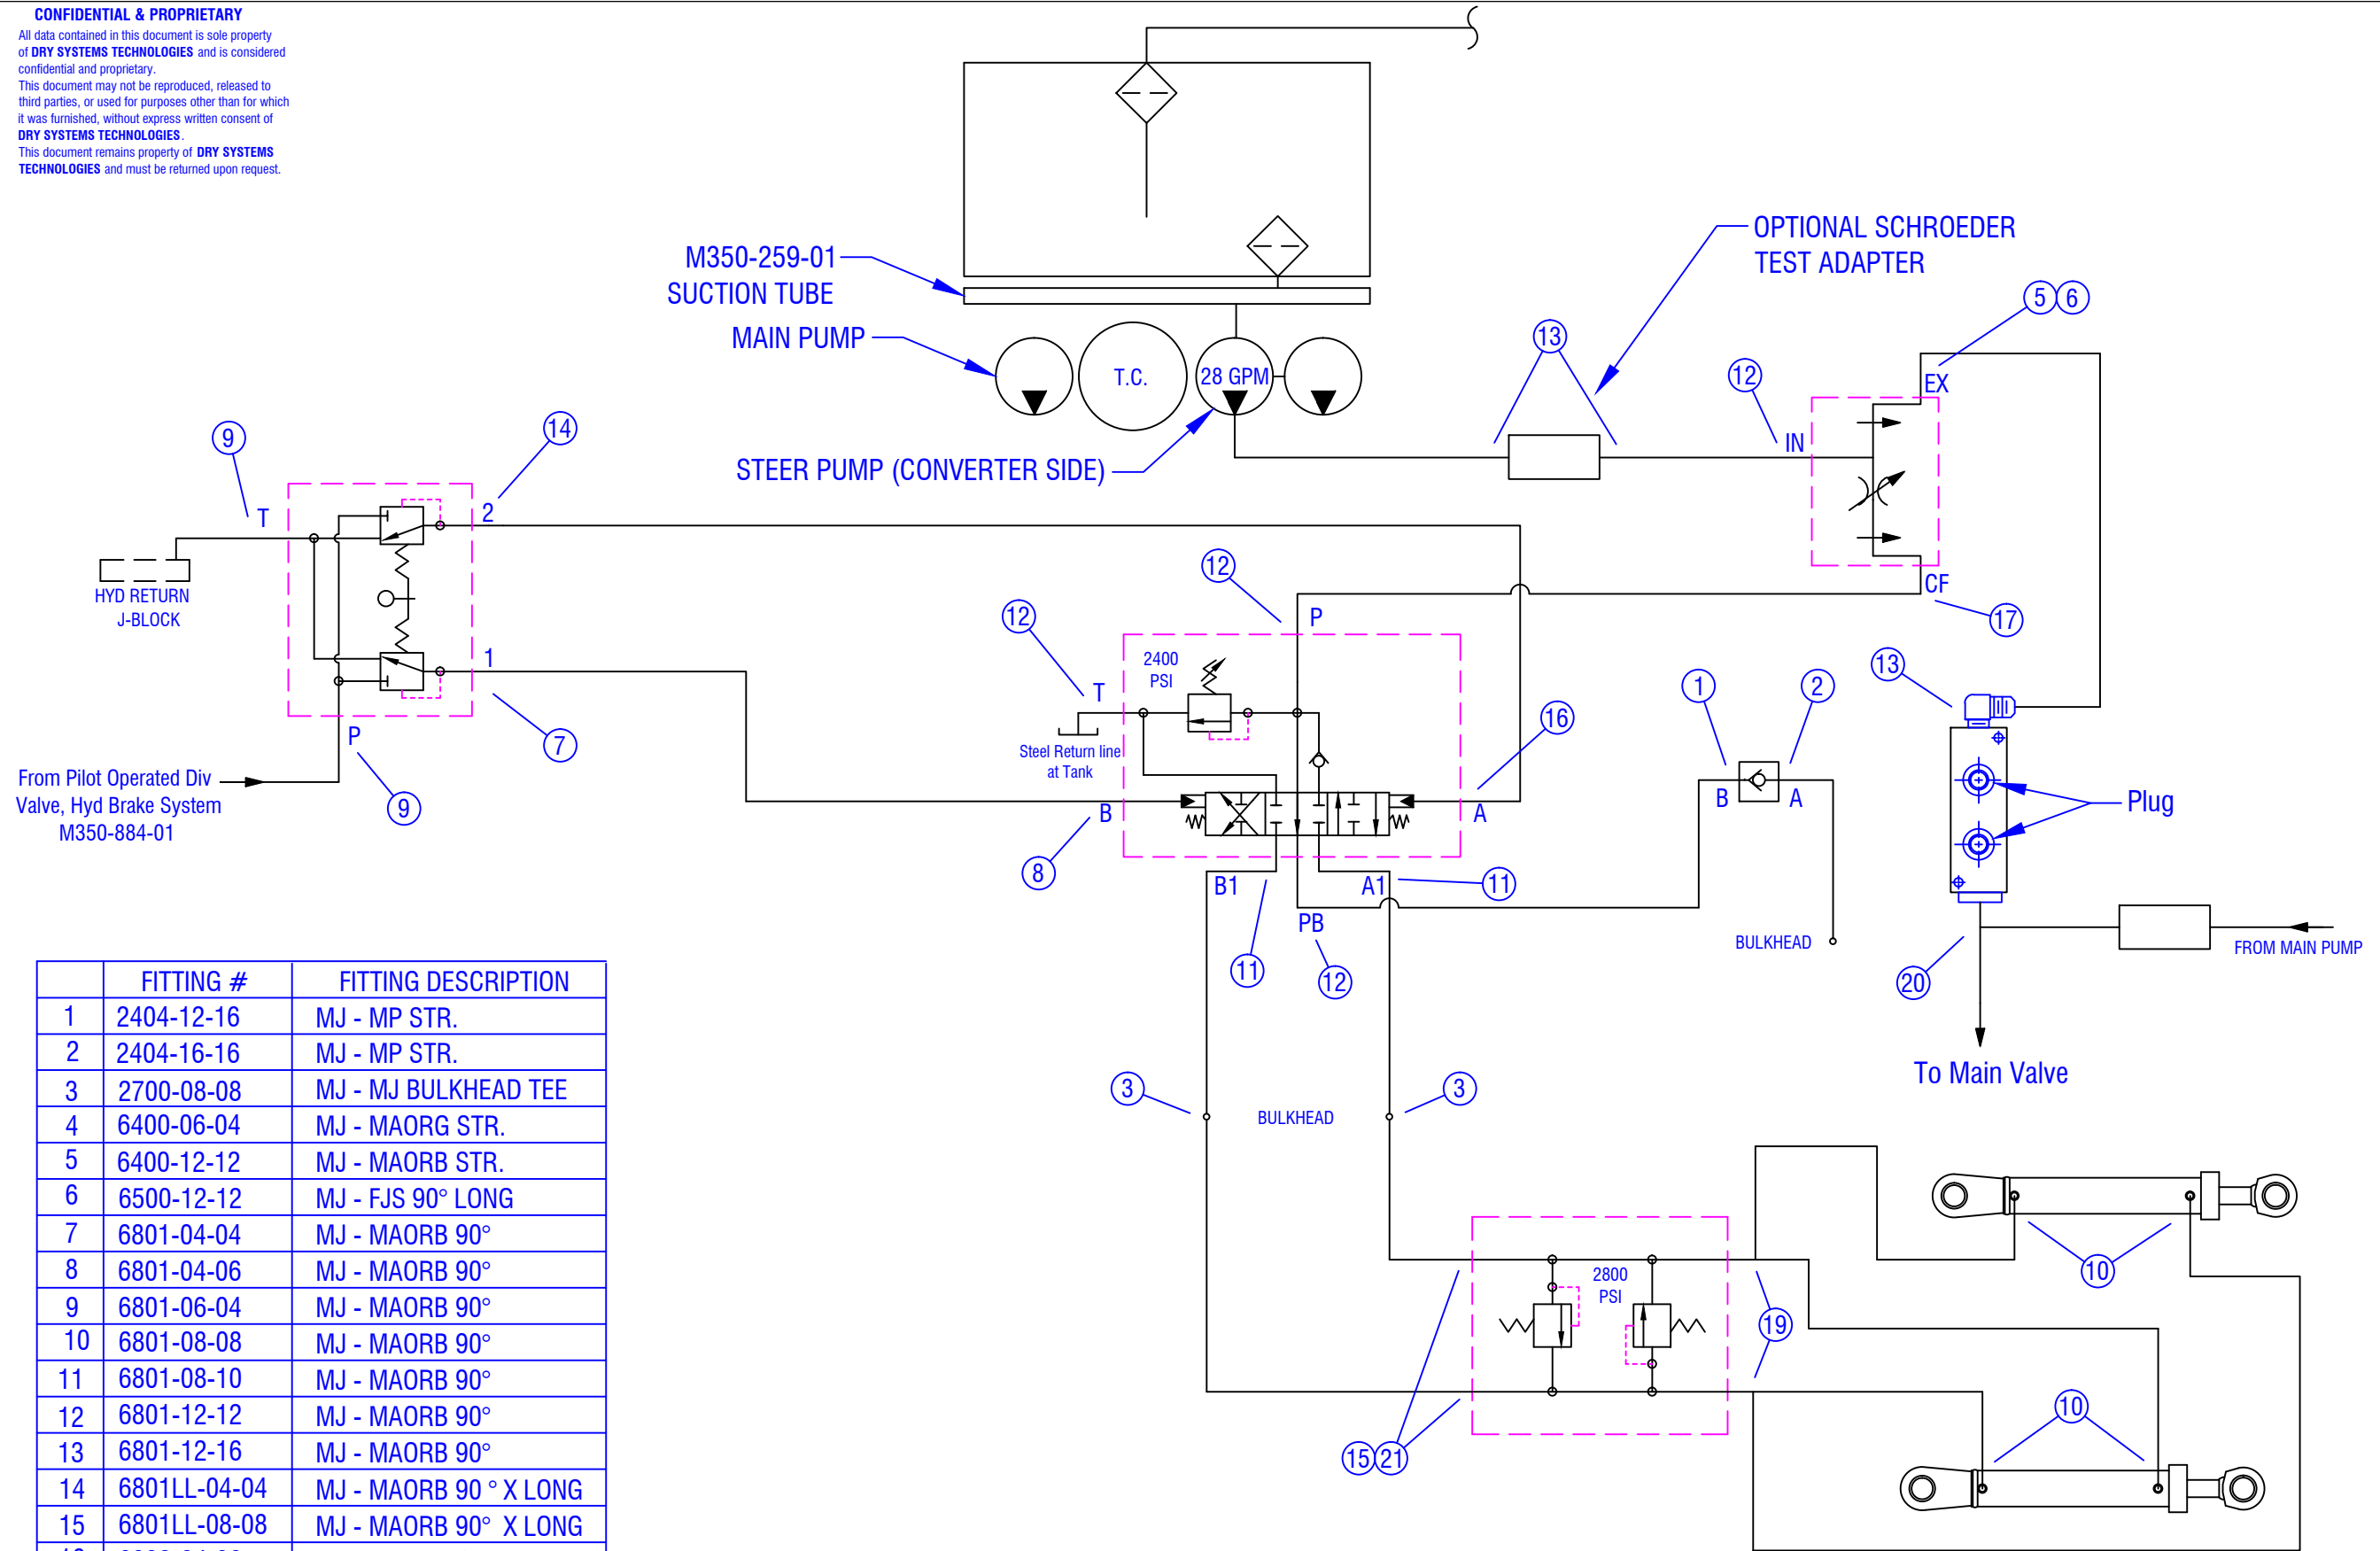 CONFIDENTIAL & PROPRIETARY
All data contained in this document is sole property
of DRY SYSTEMS TECHNOLOGIES and is considered
confidential and proprietary.
This document may not be reproduced, released to
third parties, or used for purposes other than for which
it was furnished, without express written consent of
DRY SYSTEMS TECHNOLOGIES.
This document remains property of DRY SYSTEMS
TECHNOLOGIES and must be returned upon request.
M350-259-01
SUCTION TUBE
MAIN PUMP
T.C.
28 GPM
STEER PUMP (CONVERTER SIDE)
OPTIONAL SCHROEDER
TEST ADAPTER
13
5 6
12
IN
EX
CF
17
9
T
14
2
HYD RETURN
J-BLOCK
1
7
P
9
From Pilot Operated Div
Valve, Hyd Brake System
M350-884-01
12
P
12
T
2400
PSI
Steel Return line
at Tank
16
A
B
8
B1
A1
11
PB
11
12
1
2
B
A
BULKHEAD
13
Plug
20
FROM MAIN PUMP
To Main Valve
3
BULKHEAD
3
2800
PSI
19
15 21
10
10
FITTING # FITTING DESCRIPTION
1 2404-12-16 MJ - MP STR.
2 2404-16-16 MJ - MP STR.
3 2700-08-08 MJ - MJ BULKHEAD TEE
4 6400-06-04 MJ - MAORG STR.
5 6400-12-12 MJ - MAORB STR.
6 6500-12-12 MJ - FJS 90° LONG
7 6801-04-04 MJ - MAORB 90°
8 6801-04-06 MJ - MAORB 90°
9 6801-06-04 MJ - MAORB 90°
10 6801-08-08 MJ - MAORB 90°
11 6801-08-10 MJ - MAORB 90°
12 6801-12-12 MJ - MAORB 90°
13 6801-12-16 MJ - MAORB 90°
14 6801LL-04-04 MJ - MAORB 90 ° X LONG
15 6801LL-08-08 MJ - MAORB 90° X LONG